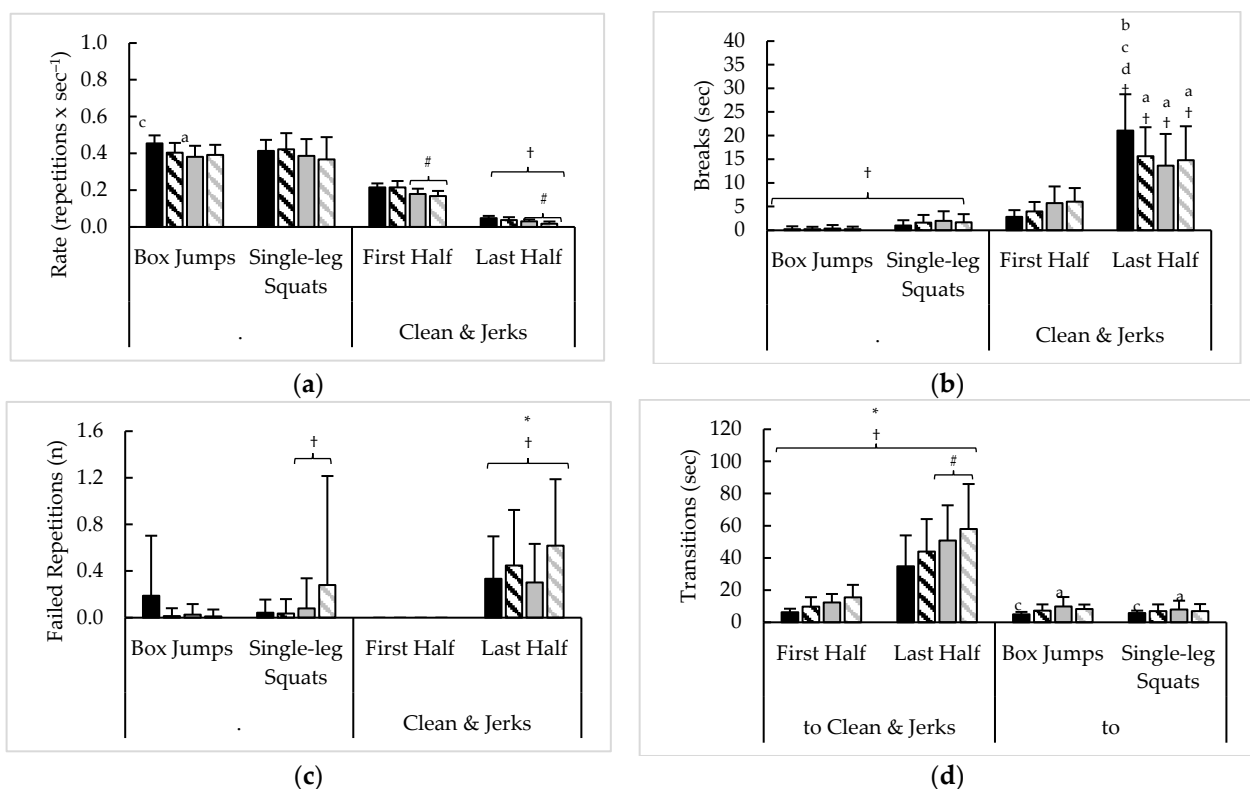 Rate (repetitions x sec⁻¹)
1.0
0.8
0.6
0.4
0.2
0.0
c
a
#
†
#
Box Jumps
Single-leg
Squats
First Half
Last Half
.
Clean & Jerks
(a)
Breaks (sec)
40
35
30
25
20
15
10
5
0
†
b
c
d
†
a
†
a
†
a
†
Box Jumps
Single-leg
Squats
First Half
Last Half
.
Clean & Jerks
(b)
Failed Repetitions (n)
1.6
1.2
0.8
0.4
0.0
†
*
†
Box Jumps
Single-leg
Squats
First Half
Last Half
.
Clean & Jerks
(c)
Transitions (sec)
120
100
80
60
40
20
0
*
†
#
c
a
c
a
First Half
Last Half
Box Jumps
Single-leg
Squats
to Clean & Jerks
to
(d)